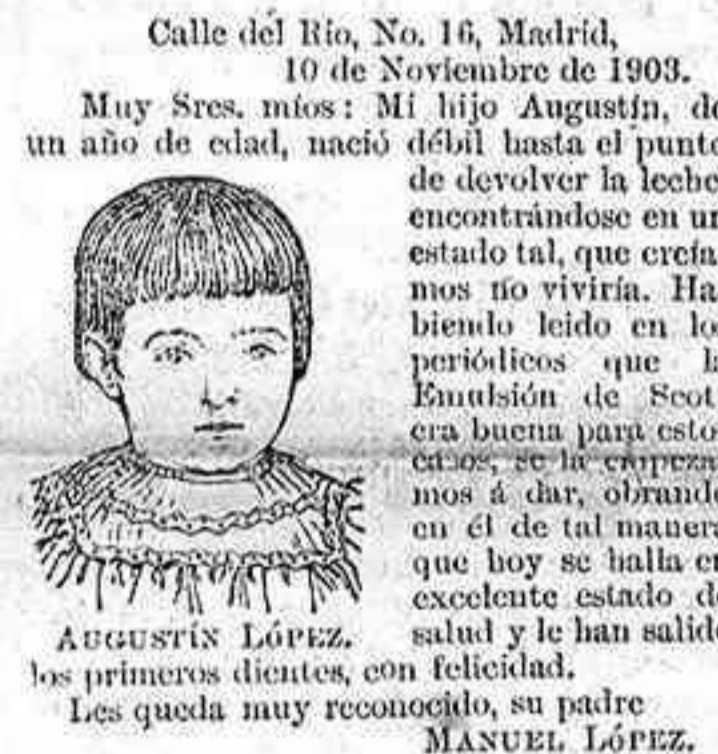 Calle del Rio, No. 16, Madrid,
10 de Noviembre de 1903.
Muy Sres. míos: Mi hijo Augustín, de
un año de edad, nació débil hasta el punto
de devolver la leche,
encontrándose en un
estado tal, que creía-
mos no viviría. Ha-
biendo leido en los
periódicos que la
Emulsión de Scott
era buena para estos
casos, se la empeza-
mos á dar, obrando
en él de tal manera
que hoy se halla en
excelente estado de
salud y le han salido
AUGUSTÍN LÓPEZ.
los primeros dientes, con felicidad.
Les queda muy reconocido, su padre
MANUEL LÓPEZ.